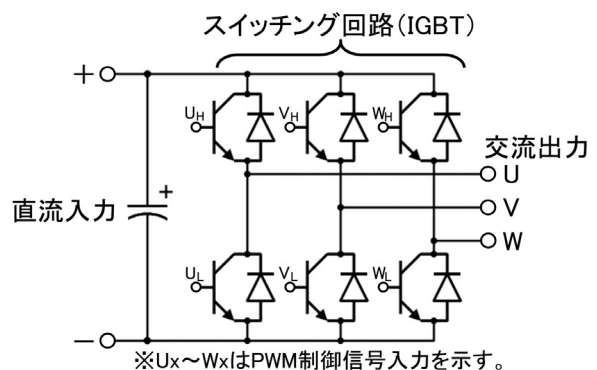 スイッチング回路（IGBT）
＋
UH
VH
WH
交流出力
U
直流入力
＋
V
W
UL
VL
WL
－
※Ux～WxはPWM制御信号入力を示す。